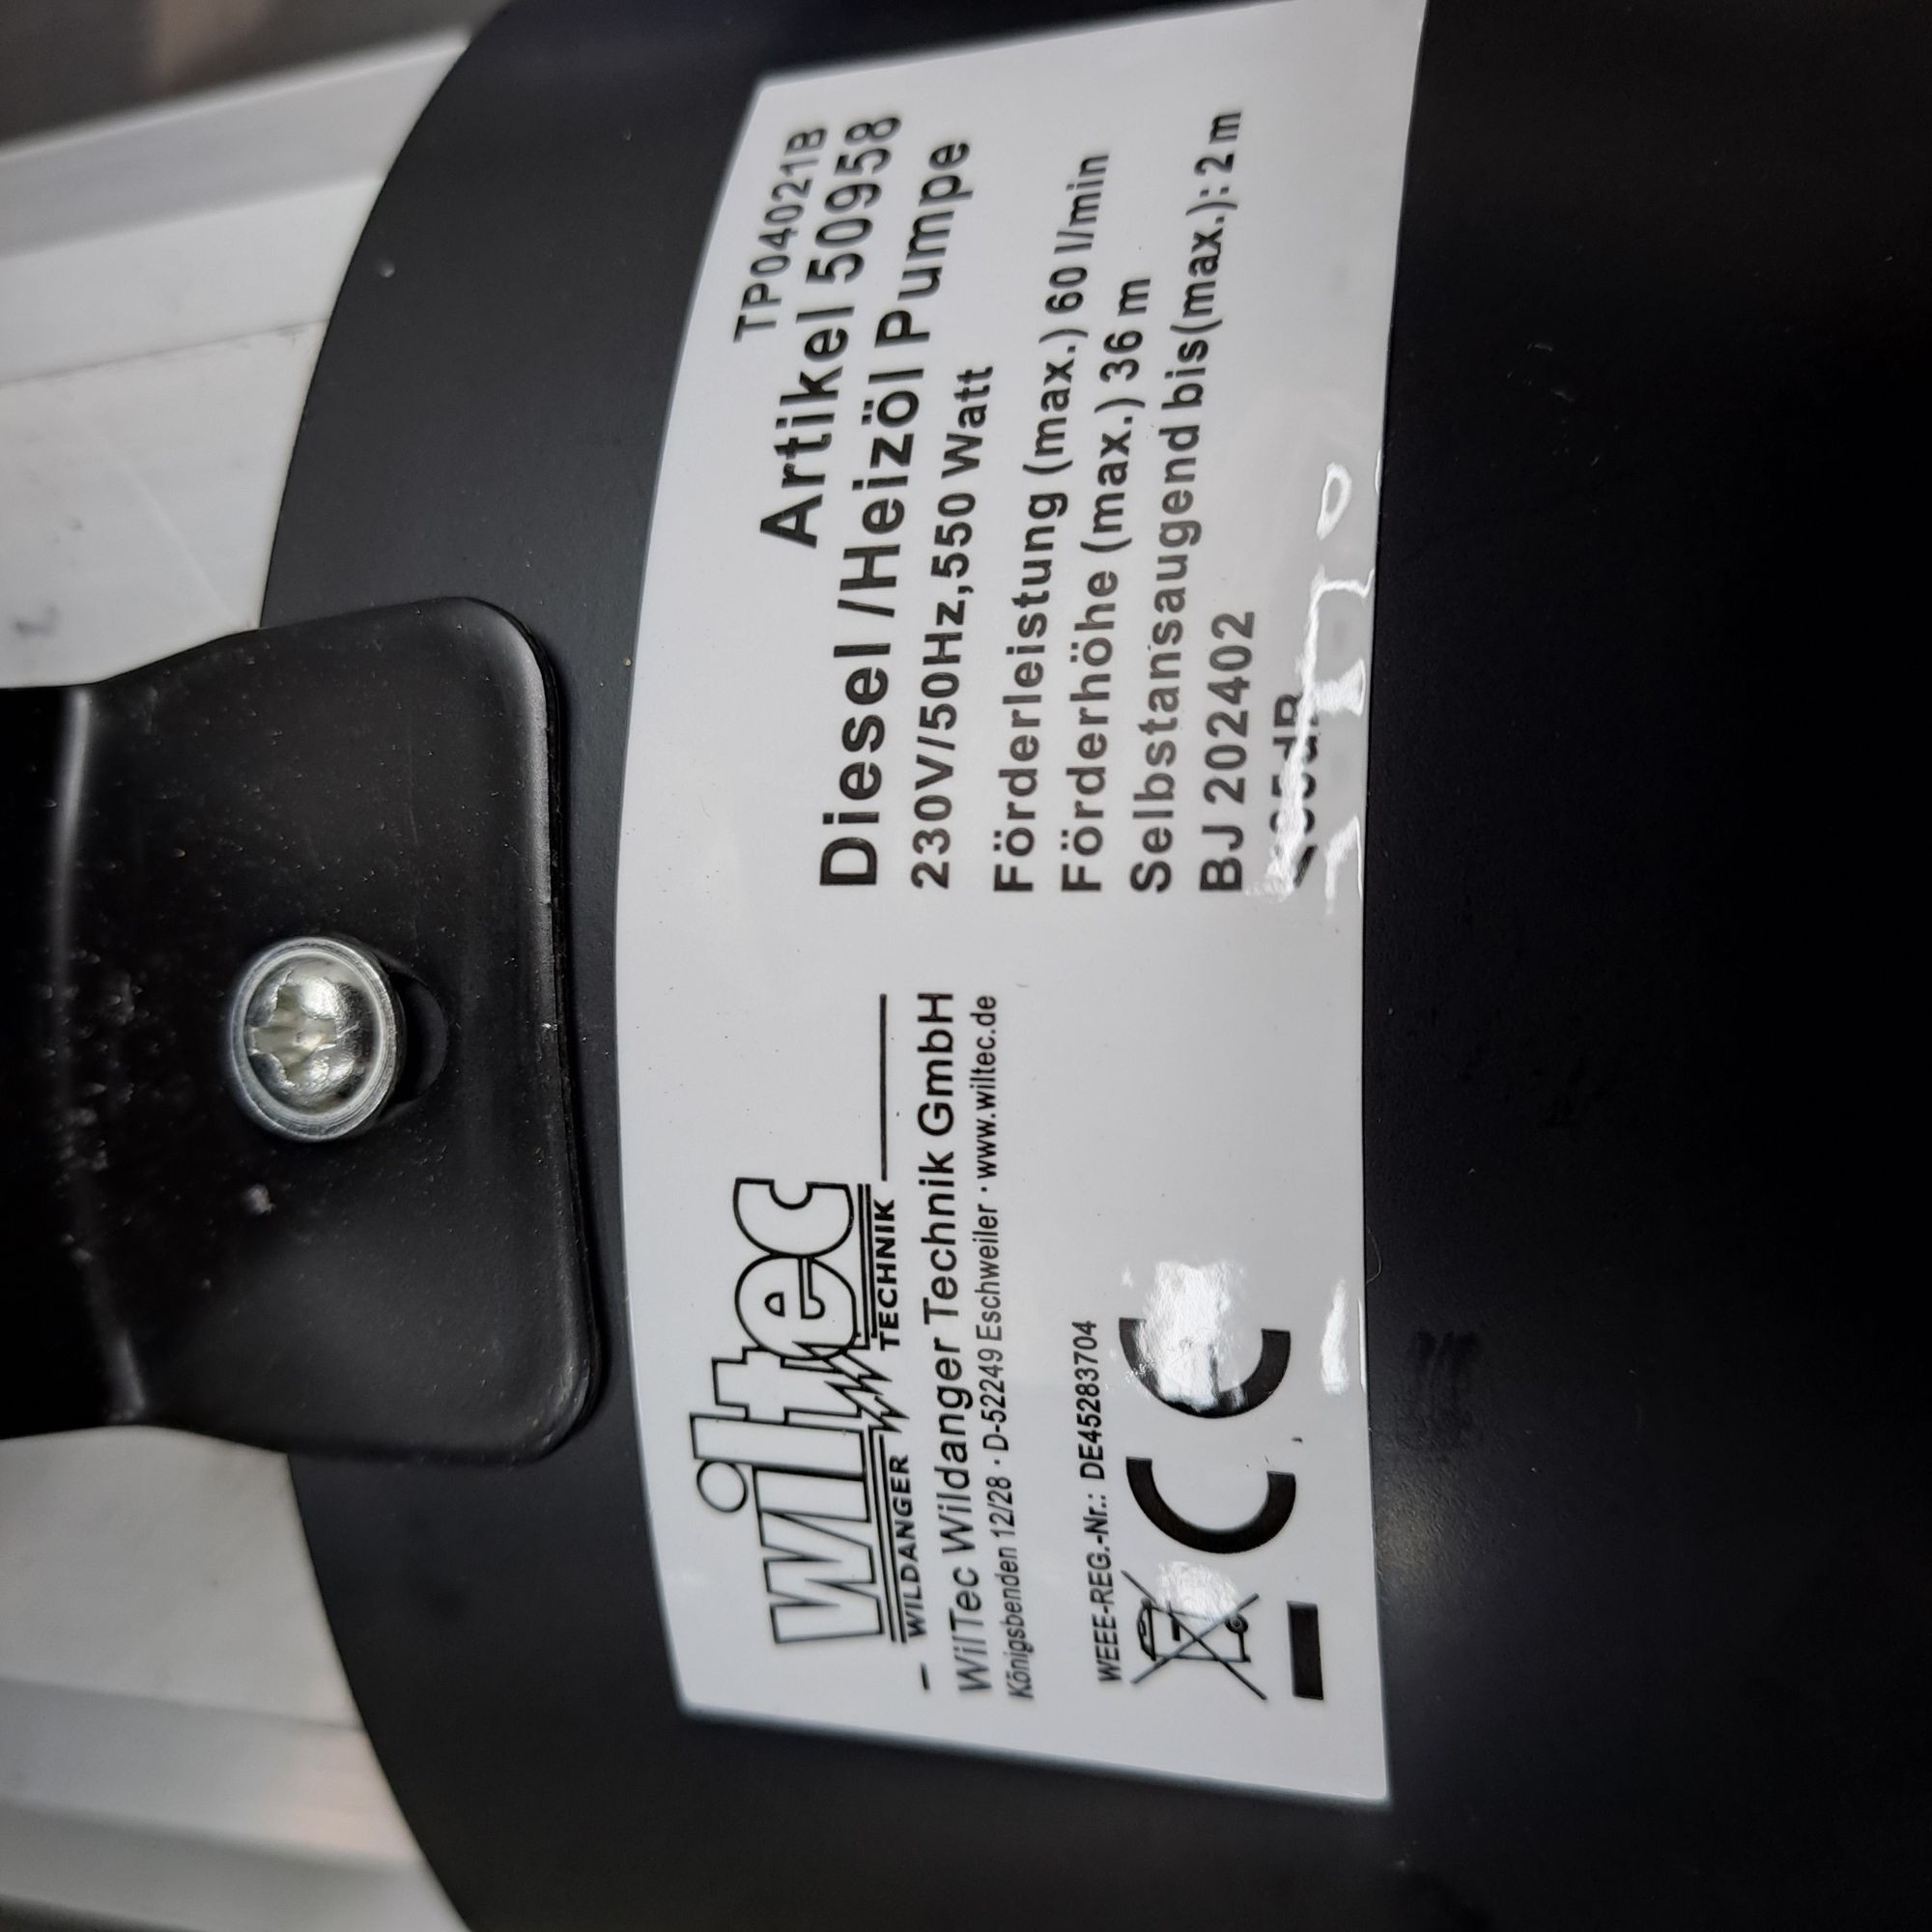 wiltec
WILDANGER TECHNIK
WilTec Wildanger Technik GmbH
Königsbenden 12/28 · D-52249 Eschweiler · www.wiltec.de
WEEE-REG.-Nr.: DE45283704
CE
TP04021B
Artikel 50958
Diesel /Heizöl Pumpe
230V/50Hz,550 Watt
Förderleistung (max.) 60 l/min
Förderhöhe (max.) 36 m
Selbstansaugend bis(max.): 2 m
BJ 202402